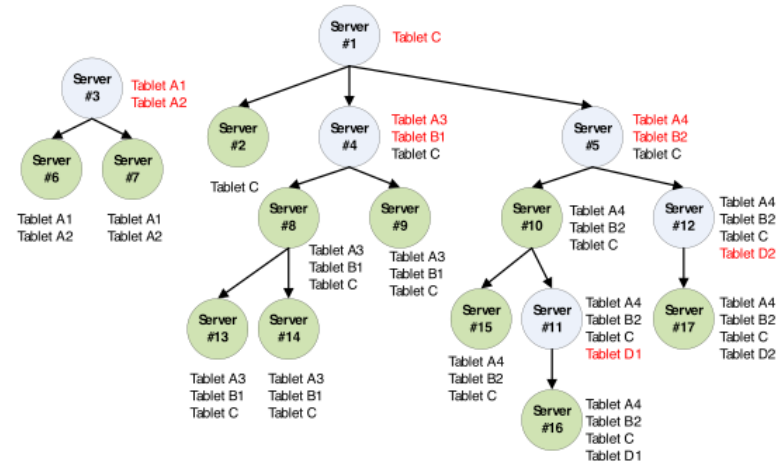 Server
#1
Tablet C
Server
#3
Tablet A1
Tablet A2
Server
#2
Tablet C
Server
#4
Tablet A3
Tablet B1
Tablet C
Server
#5
Tablet A4
Tablet B2
Tablet C
Server
#6
Tablet A1
Tablet A2
Server
#7
Tablet A1
Tablet A2
Server
#8
Tablet A3
Tablet B1
Tablet C
Server
#9
Tablet A3
Tablet B1
Tablet C
Server
#10
Tablet A4
Tablet B2
Tablet C
Server
#12
Tablet A4
Tablet B2
Tablet C
Tablet D2
Server
#13
Tablet A3
Tablet B1
Tablet C
Server
#14
Tablet A3
Tablet B1
Tablet C
Server
#15
Tablet A4
Tablet B2
Tablet C
Server
#11
Tablet A4
Tablet B2
Tablet C
Tablet D1
Server
#17
Tablet A4
Tablet B2
Tablet C
Tablet D2
Server
#16
Tablet A4
Tablet B2
Tablet C
Tablet D1